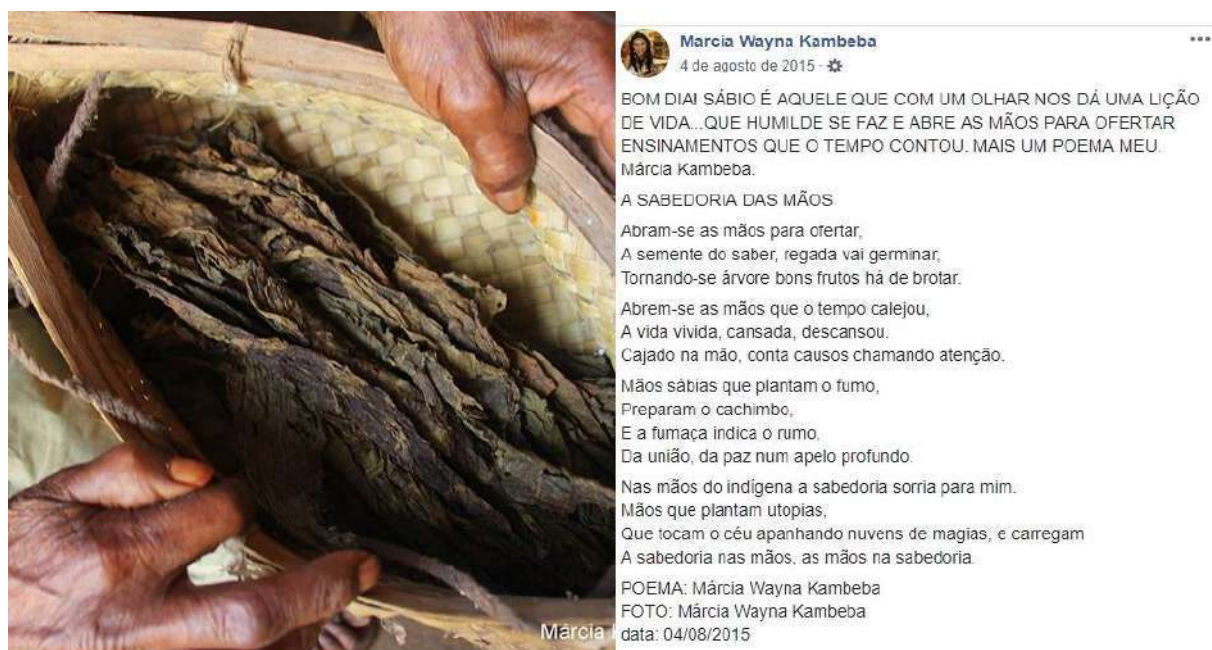 Marcia Wayna Kambeba
4 de agosto de 2015 ·
BOM DIA! SÁBIO É AQUELE QUE COM UM OLHAR NOS DÁ UMA LIÇÃO
DE VIDA...QUE HUMILDE SE FAZ E ABRE AS MÃOS PARA OFERTAR
ENSINAMENTOS QUE O TEMPO CONTOU. MAIS UM POEMA MEU.
Márcia Kambeba.
A SABEDORIA DAS MÃOS
Abram-se as mãos para ofertar,
A semente do saber, regada vai germinar,
Tornando-se árvore bons frutos há de brotar.
Abrem-se as mãos que o tempo calejou,
A vida vivida, cansada, descansou.
Cajado na mão, conta causos chamando atenção.
Mãos sábias que plantam o fumo,
Preparam o cachimbo,
E a fumaça indica o rumo,
Da união, da paz num apelo profundo.
Nas mãos do indígena a sabedoria sorria para mim.
Mãos que plantam utopias,
Que tocam o céu apanhando nuvens de magias, e carregam
A sabedoria nas mãos, as mãos na sabedoria.
POEMA: Márcia Wayna Kambeba
FOTO: Márcia Wayna Kambeba
data: 04/08/2015
Márcia